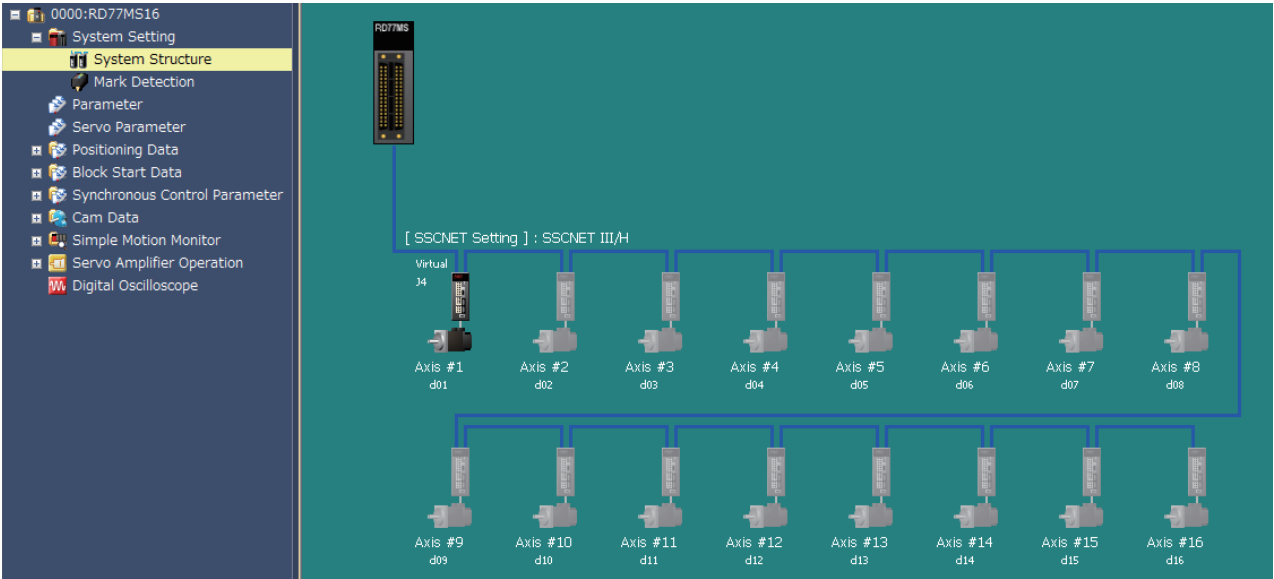 0000:RD77MS16
System Setting
System Structure
Mark Detection
Parameter
Servo Parameter
Positioning Data
Block Start Data
Synchronous Control Parameter
Cam Data
Simple Motion Monitor
Servo Amplifier Operation
Digital Oscilloscope
RD77MS
[ SSCNET Setting ] : SSCNET III/H
Virtual
J4
Axis #1 Axis #2 Axis #3 Axis #4 Axis #5 Axis #6 Axis #7 Axis #8
d01 d02 d03 d04 d05 d06 d07 d08
Axis #9 Axis #10 Axis #11 Axis #12 Axis #13 Axis #14 Axis #15 Axis #16
d09 d10 d11 d12 d13 d14 d15 d16